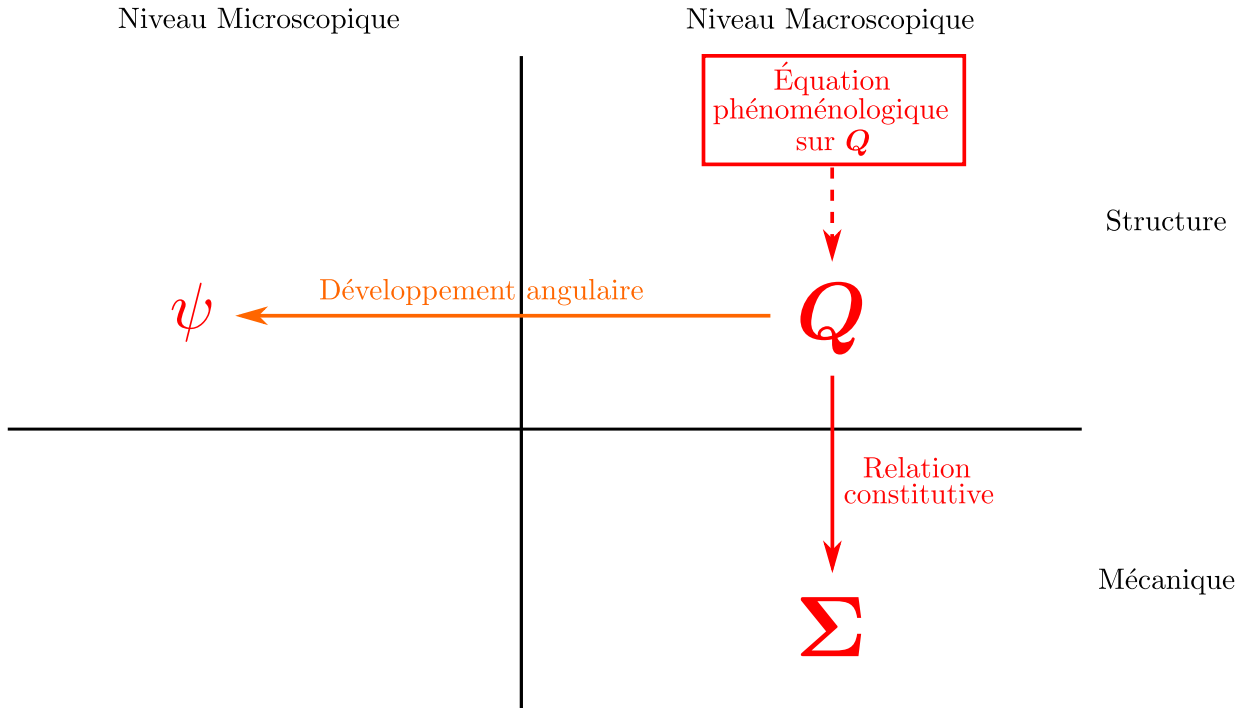 Niveau Microscopique
Niveau Macroscopique
Équation
phénoménologique
sur Q
Structure
Développement angulaire
ψ
Q
Relation
constitutive
Mécanique
Σ